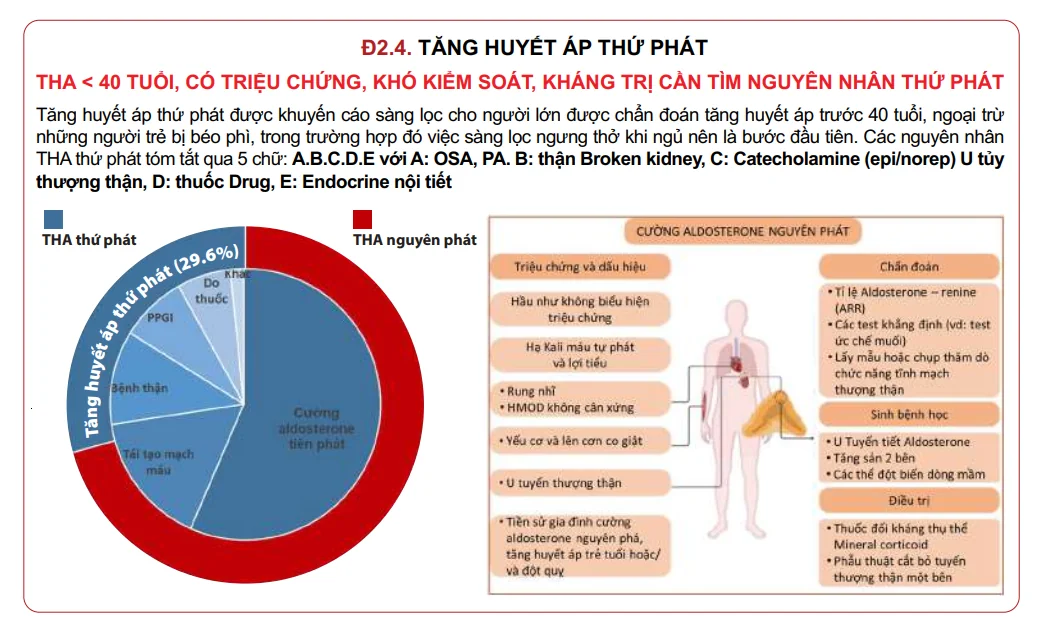 Đ2.4. TĂNG HUYẾT ÁP THỨ PHÁT
THA < 40 TUỔI, CÓ TRIỆU CHỨNG, KHÓ KIỂM SOÁT, KHÁNG TRỊ CẦN TÌM NGUYÊN NHÂN THỨ PHÁT
Tăng huyết áp thứ phát được khuyến cáo sàng lọc cho người lớn được chẩn đoán tăng huyết áp trước 40 tuổi, ngoại trừ
những người trẻ bị béo phì, trong trường hợp đó việc sàng lọc ngưng thở khi ngủ nên là bước đầu tiên. Các nguyên nhân
THA thứ phát tóm tắt qua 5 chữ: A.B.C.D.E với A: OSA, PA. B: thận Broken kidney, C: Catecholamine (epi/norep) U tủy
thượng thận, D: thuốc Drug, E: Endocrine nội tiết
THA thứ phát
THA nguyên phát
Tăng huyết áp thứ phát (29.6%)
Khác
Do
thuốc
PPGI
Bệnh thận
Tái tạo mạch
máu
Cường
aldosterone
tiên phát
CƯỜNG ALDOSTERONE NGUYÊN PHÁT
Triệu chứng và dấu hiệu
Hầu như không biểu hiện
triệu chứng
Hạ Kali máu tự phát
và lợi tiểu
• Rung nhĩ
• HMOD không cân xứng
• Yếu cơ và lên cơn co giật
• U tuyến thượng thận
• Tiền sử gia đình cường
aldosterone nguyên phá,
tăng huyết áp trẻ tuổi hoặc/
và đột quỵ
Chẩn đoán
• Tỉ lệ Aldosterone – renine
(ARR)
• Các test khẳng định (vd: test
ức chế muối)
• Lấy mẫu hoặc chụp thăm dò
chức năng tĩnh mạch
thượng thận
Sinh bệnh học
• U Tuyến tiết Aldosterone
• Tăng sản 2 bên
• Các thể đột biến dòng mầm
Điều trị
• Thuốc đối kháng thụ thể
Mineral corticoid
• Phẫu thuật cắt bỏ tuyến
thượng thận một bên